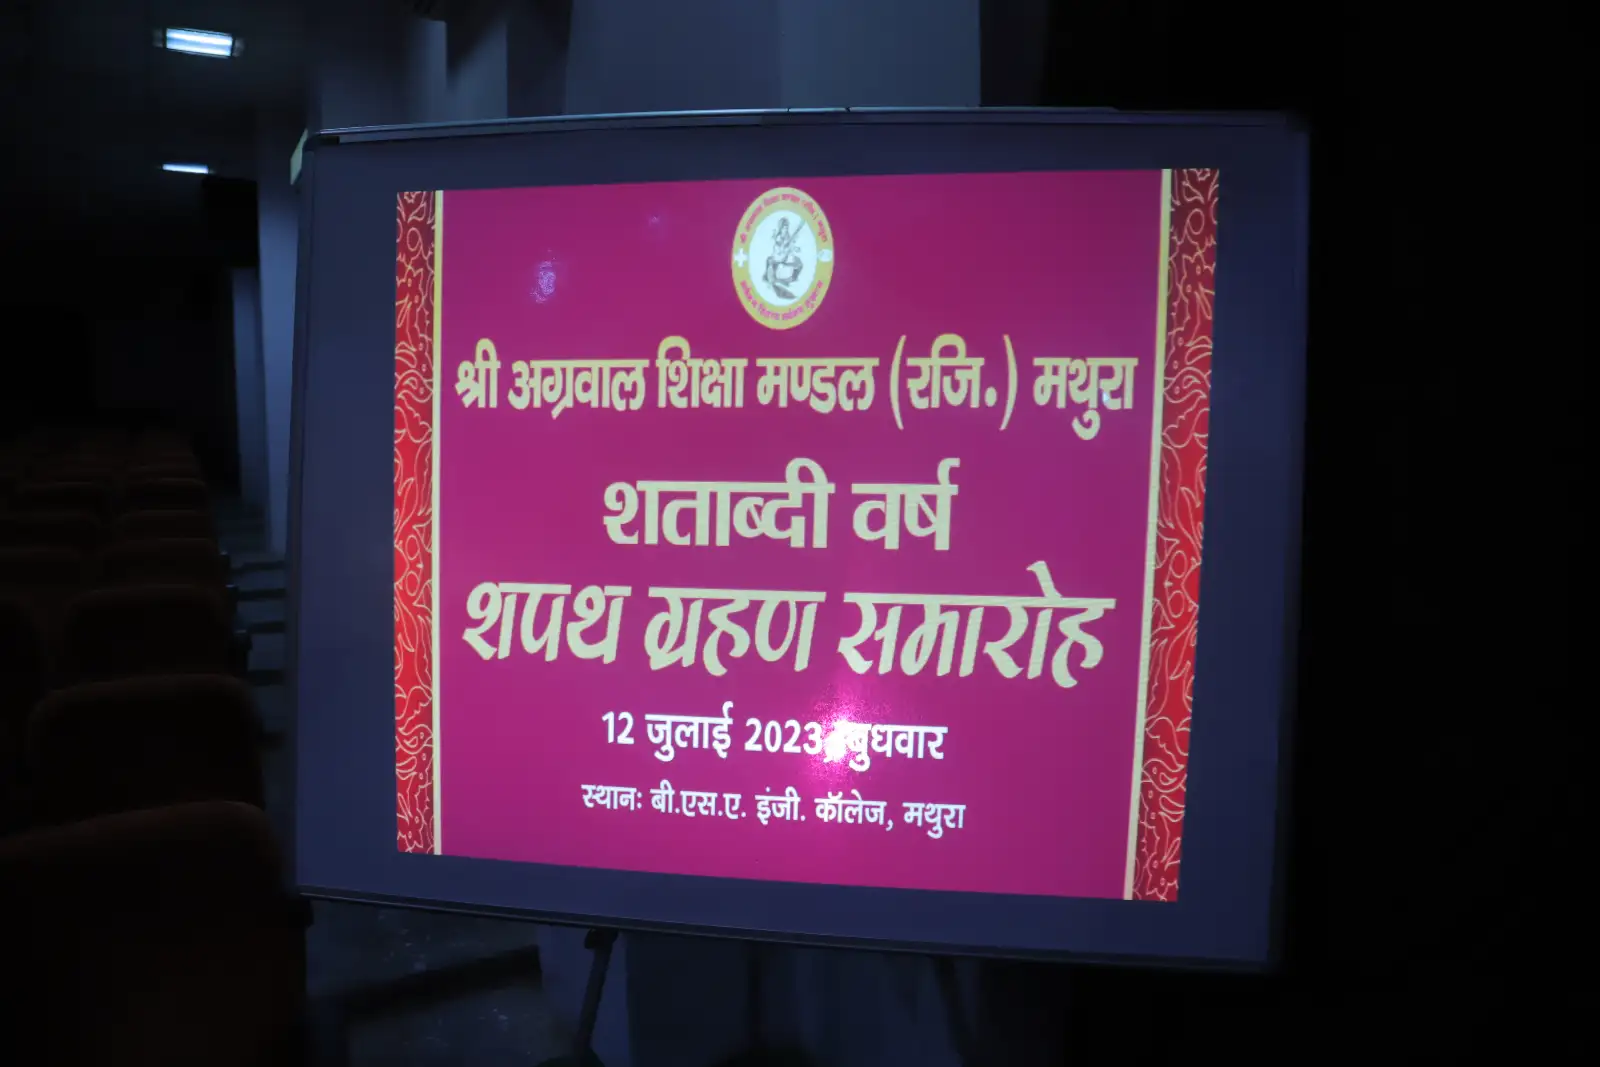 श्री अग्रवाल शिक्षा मण्डल (रजि.) मथुरा
शताब्दी वर्ष
शपथ ग्रहण समारोह
12 जुलाई 2023, बुधवार
स्थानः बी.एस.ए. इंजी. कॉलेज, मथुरा